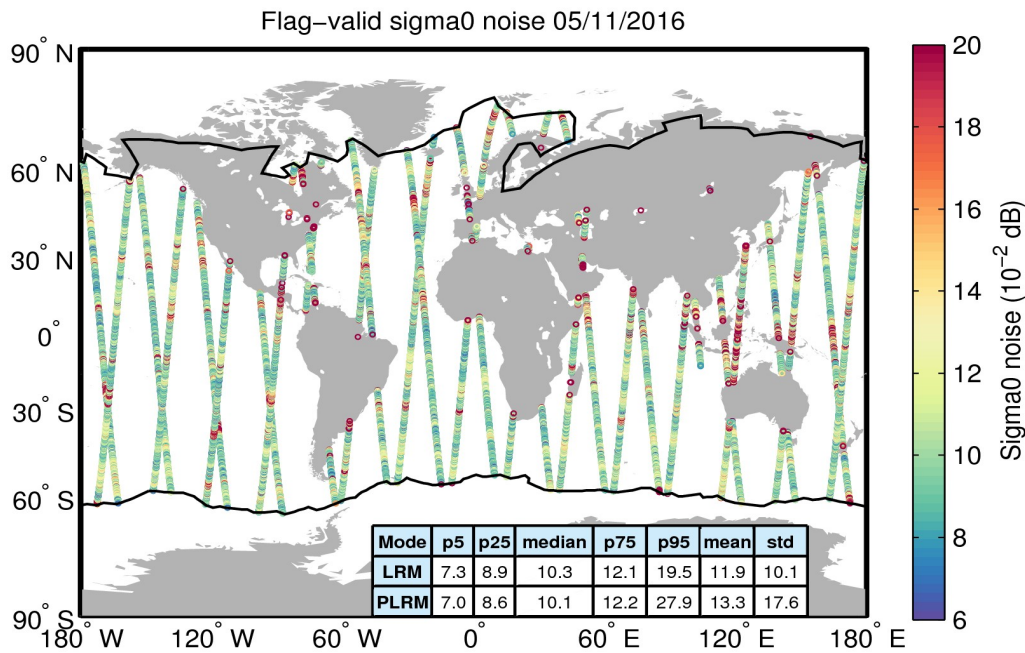 Flag−valid sigma0 noise 05/11/2016
90° N
60° N
30° N
0°
30° S
60° S
90° S
180° W 120° W 60° W 0° 60° E 120° E 180° E
Mode p5 p25 median p75 p95 mean std
LRM 7.3 8.9 10.3 12.1 19.5 11.9 10.1
PLRM 7.0 8.6 10.1 12.2 27.9 13.3 17.6
20
18
16
14
12
10
8
6
Sigma0 noise (10⁻² dB)